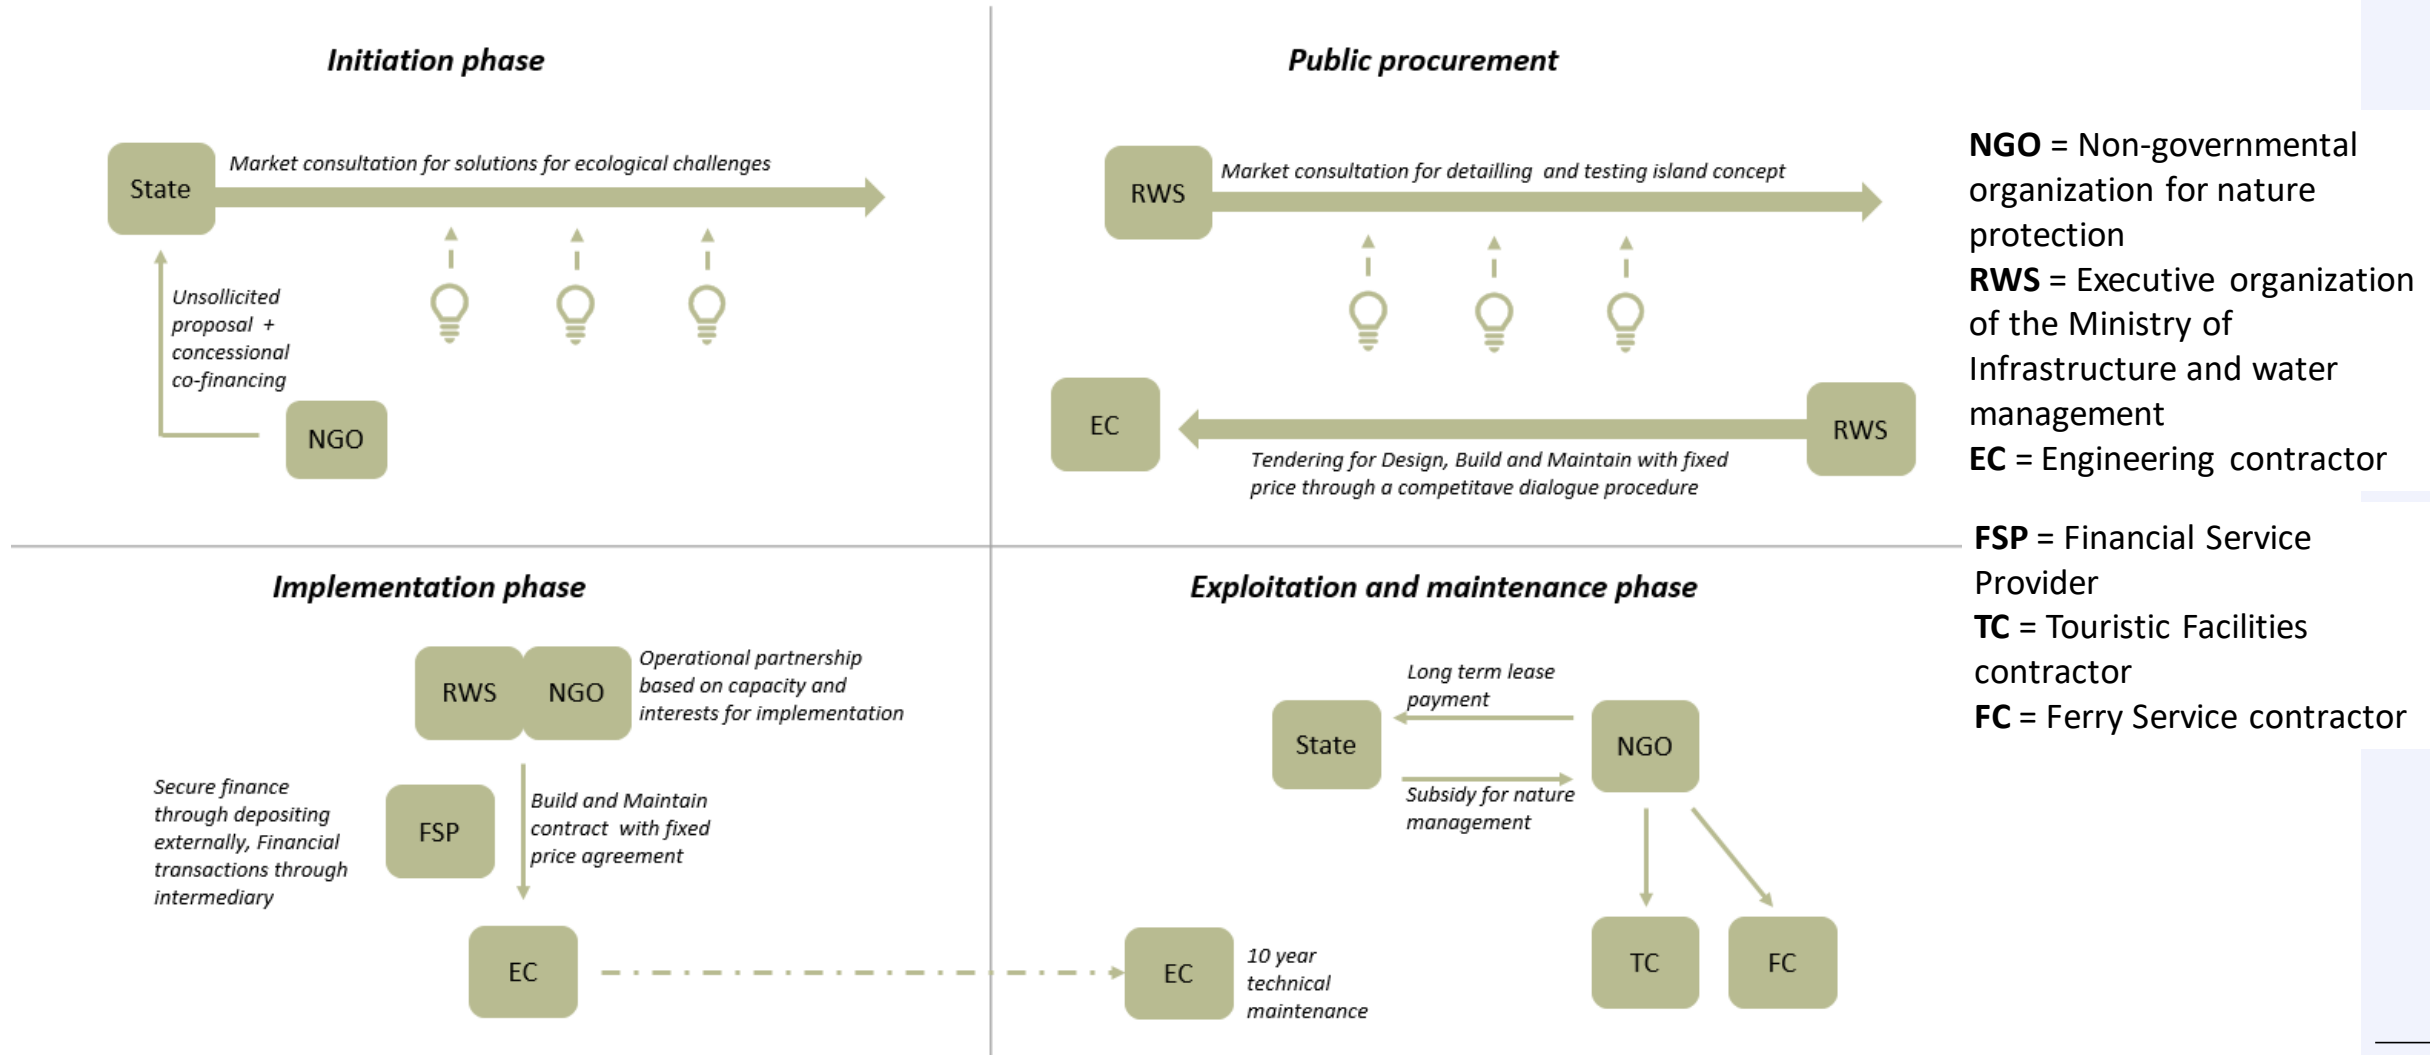 Initiation phase
State
Market consultation for solutions for ecological challenges
Unsollicited
proposal +
concessional
co-financing
NGO
Public procurement
RWS
Market consultation for detailling and testing island concept
EC
RWS
Tendering for Design, Build and Maintain with fixed
price through a competitave dialogue procedure
NGO = Non-governmental
organization for nature
protection
RWS = Executive organization
of the Ministry of
Infrastructure and water
management
EC = Engineering contractor
FSP = Financial Service
Provider
TC = Touristic Facilities
contractor
FC = Ferry Service contractor
Implementation phase
RWS
NGO
Operational partnership
based on capacity and
interests for implementation
Secure finance
through depositing
externally, Financial
transactions through
intermediary
FSP
Build and Maintain
contract with fixed
price agreement
EC
Exploitation and maintenance phase
Long term lease
payment
State
NGO
Subsidy for nature
management
EC
10 year
technical
maintenance
TC
FC